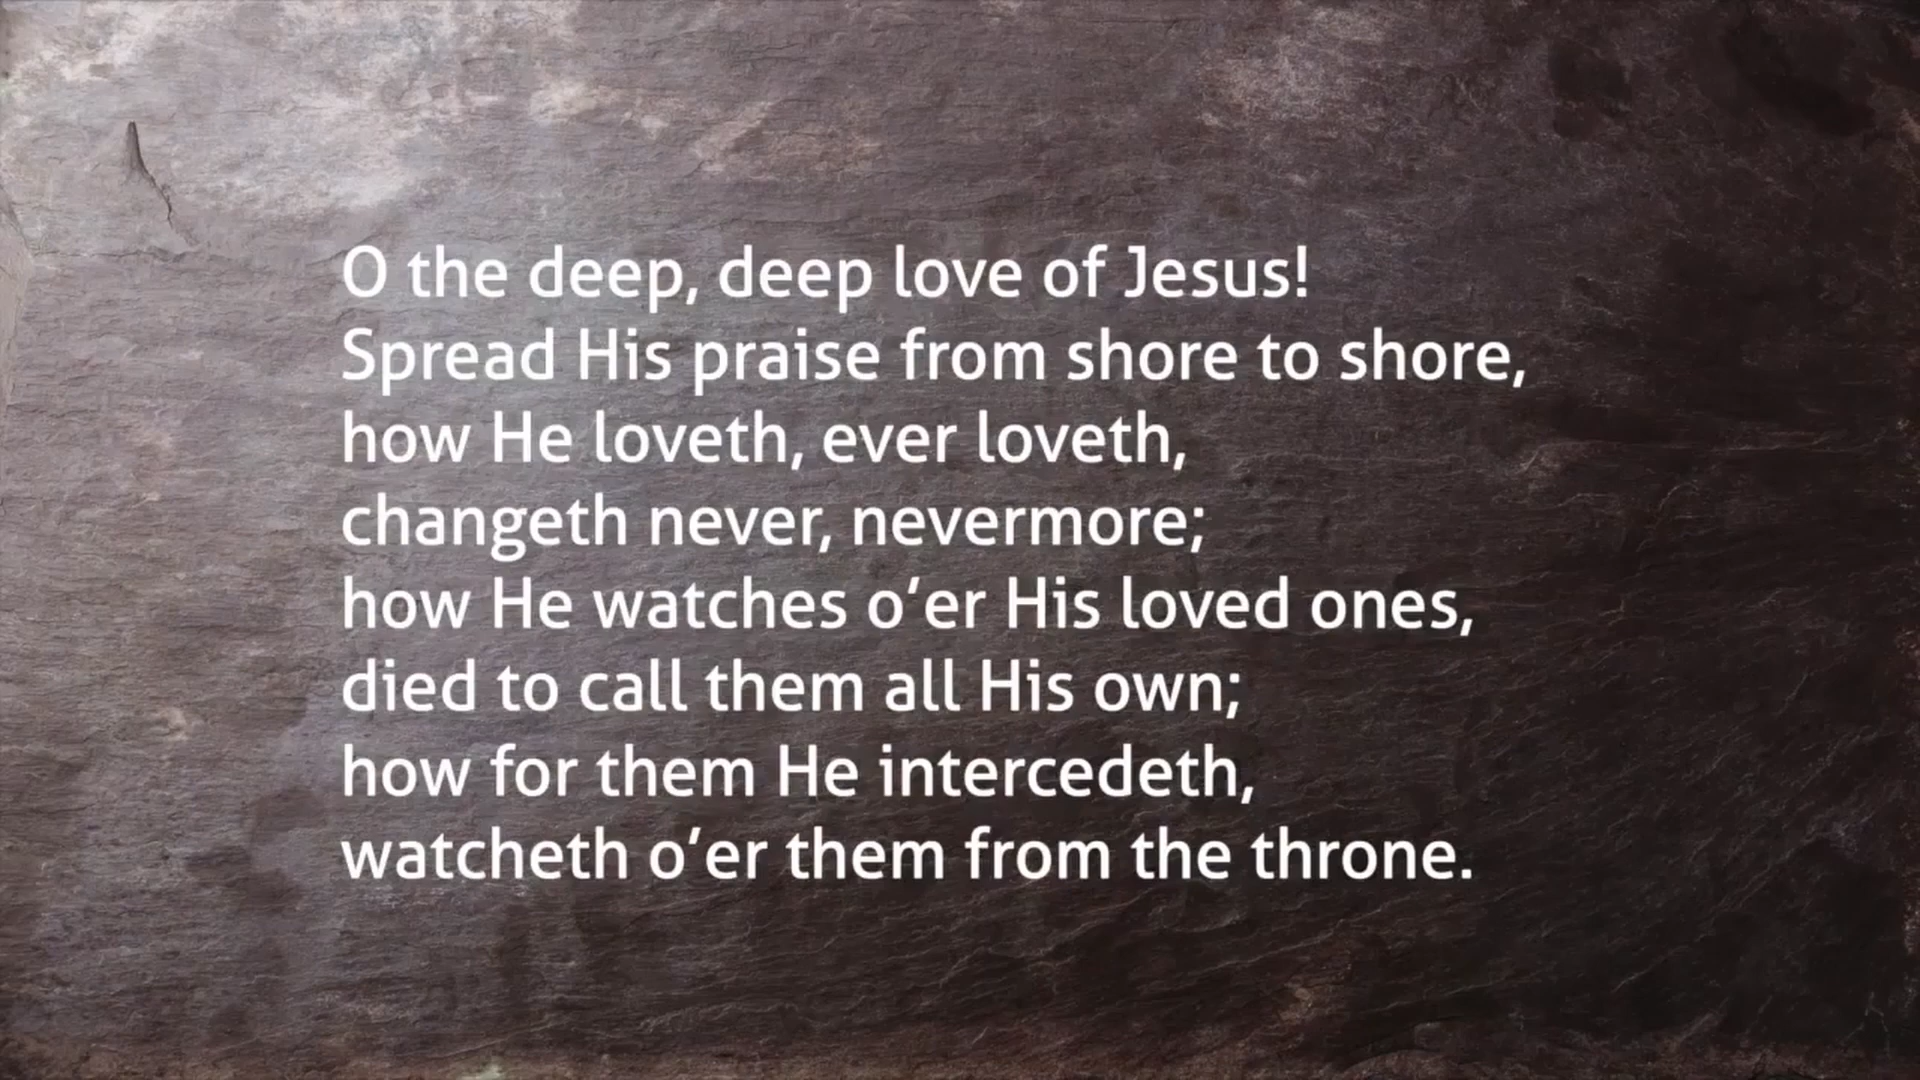 O the deep, deep love of Jesus!
Spread His praise from shore to shore,
how He loveth, ever loveth,
changeth never, nevermore;
how He watches o’er His loved ones,
died to call them all His own;
how for them He intercedeth,
watcheth o’er them from the throne.